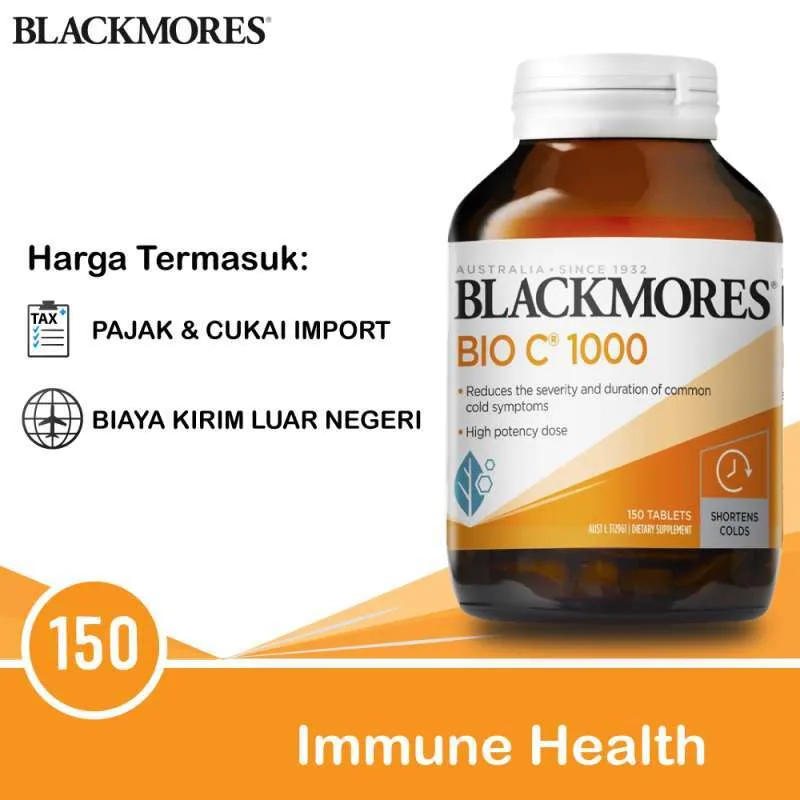 BLACKMORES®
Harga Termasuk:
TAX
PAJAK & CUKAI IMPORT
BIAYA KIRIM LUAR NEGERI
AUSTRALIA • SINCE 1932
BLACKMORES®
BIO C® 1000
• Reduces the severity and duration of common
cold symptoms
• High potency dose
150 TABLETS
AUST L 312961 | DIETARY SUPPLEMENT
SHORTENS
COLDS
150
Immune Health